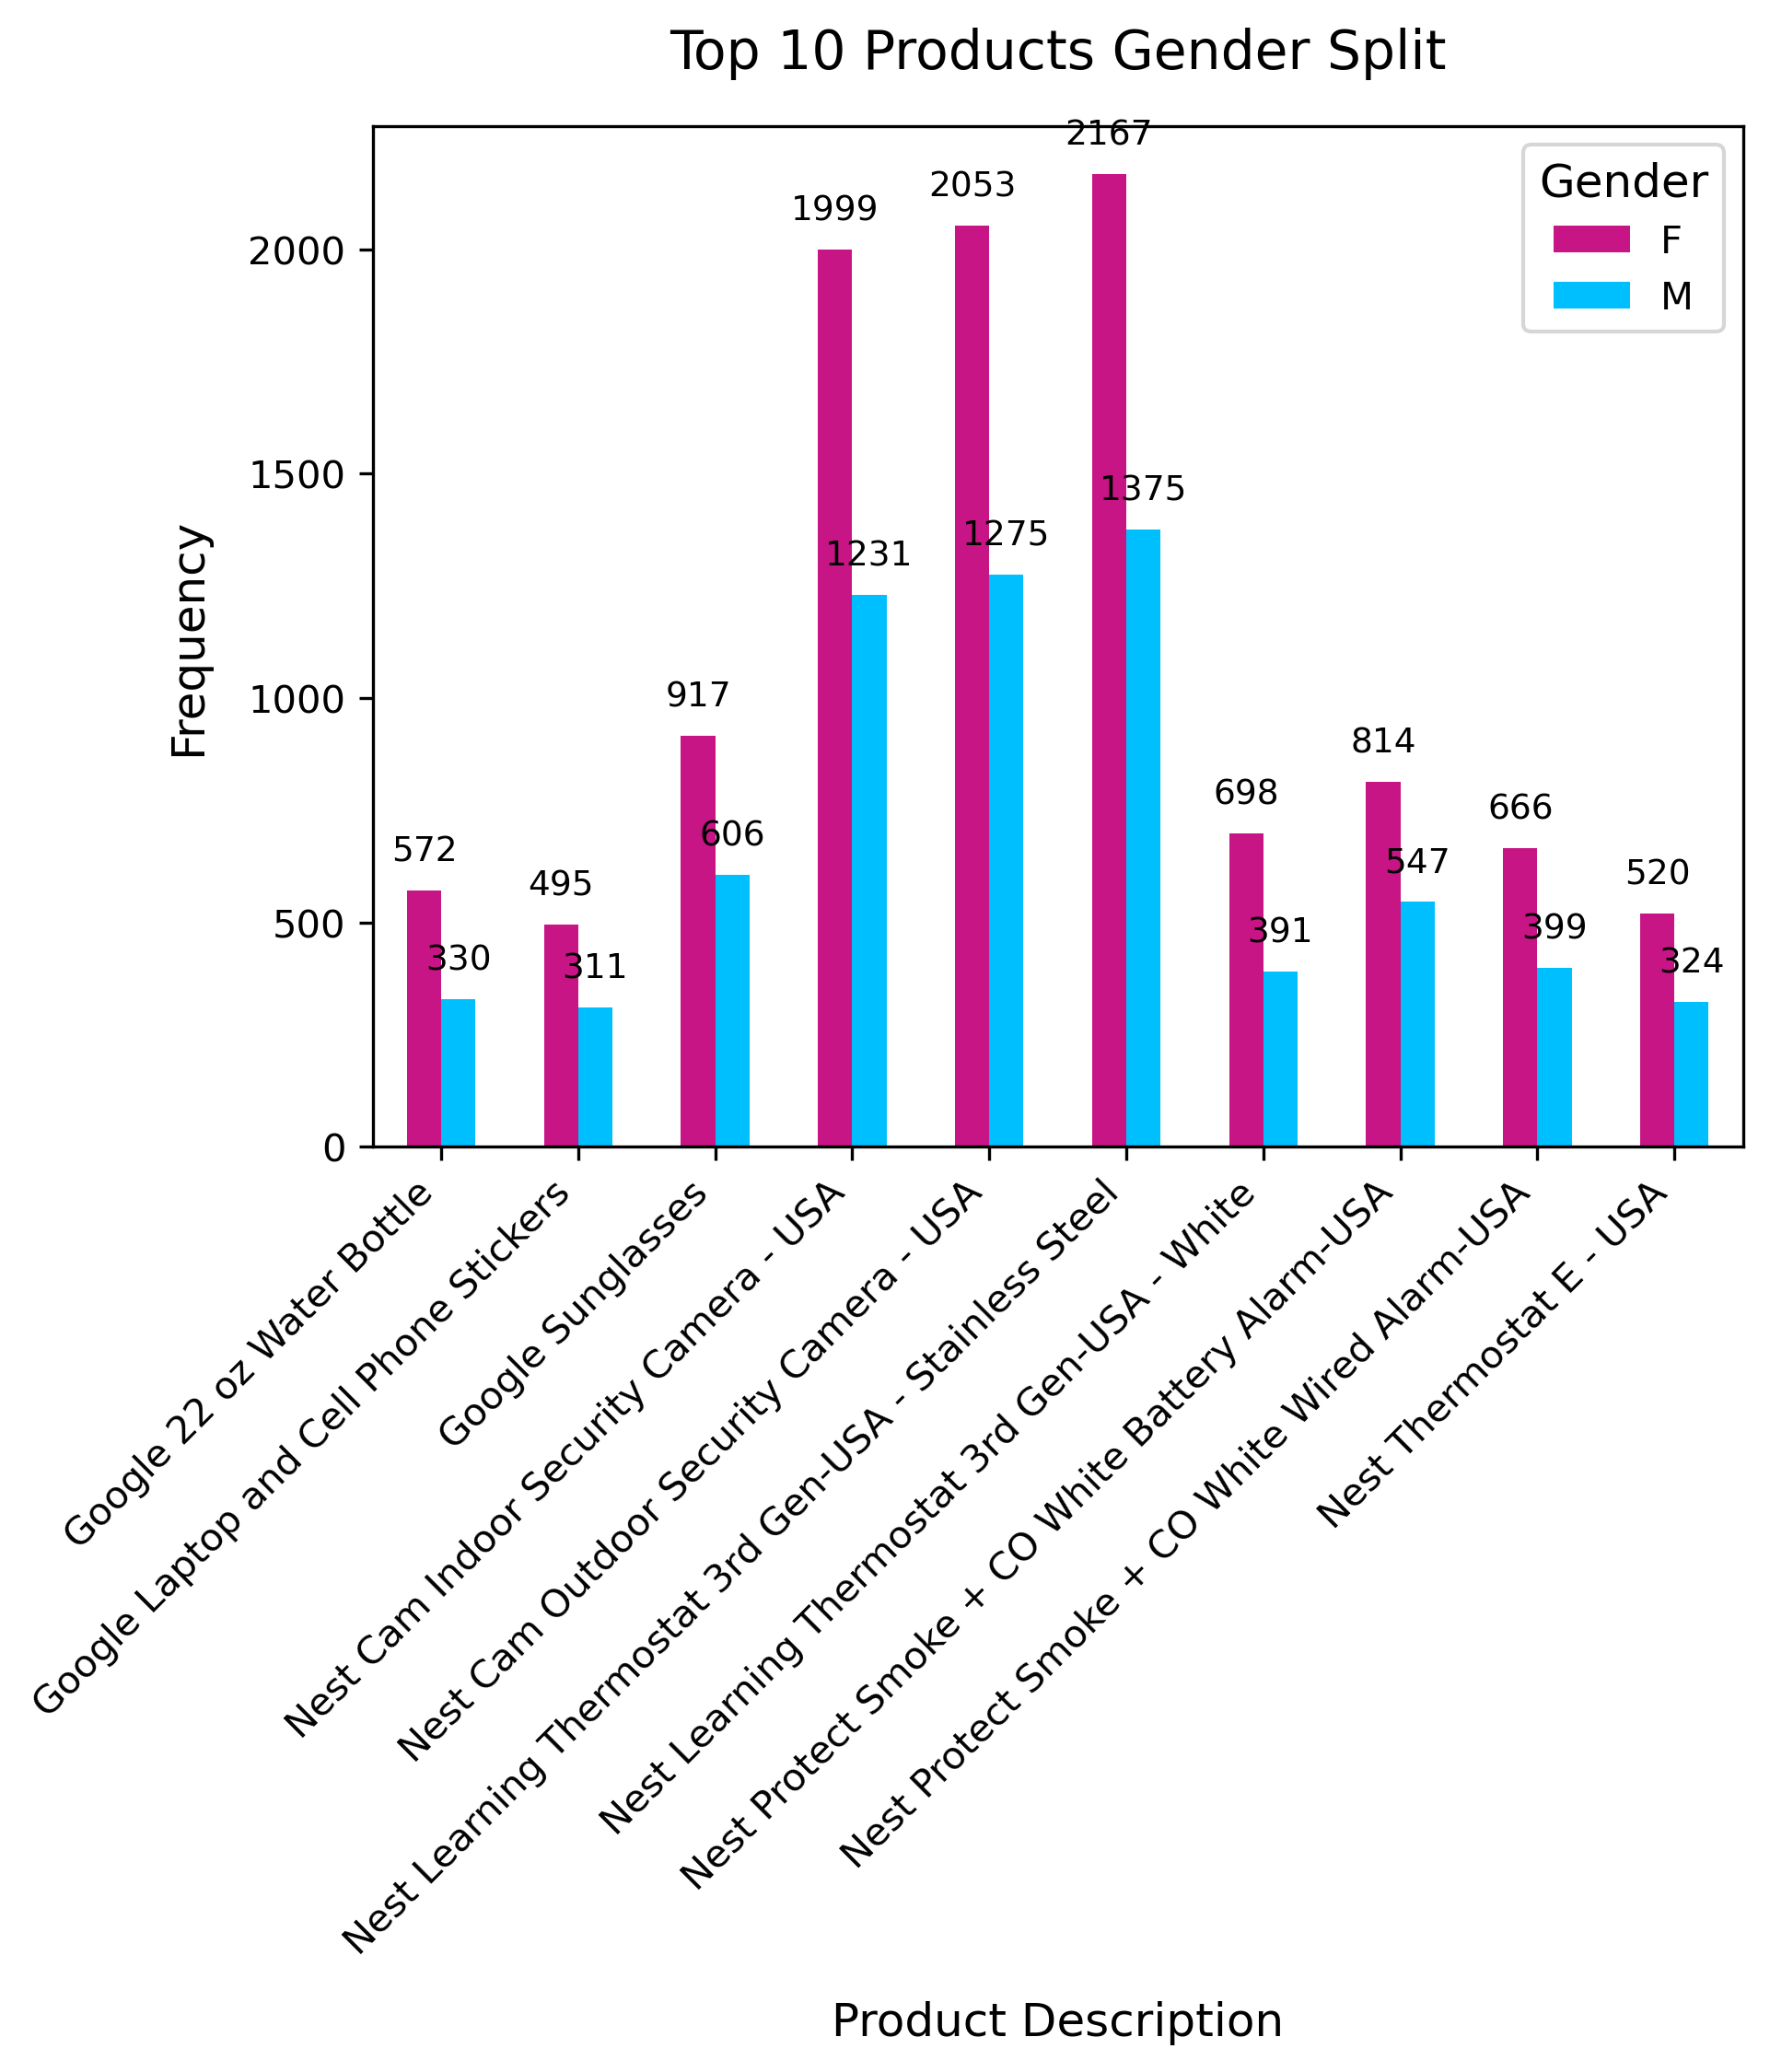 Top 10 Products Gender Split
2167
Gender
F
M
2053
1999
2000
1500
1375
1275
1231
Frequency
1000
917
814
698
666
606
572
547
520
500
495
399
391
330
324
311
0
Google 22 oz Water Bottle
Google Laptop and Cell Phone Stickers
Google Sunglasses
Nest Cam Indoor Security Camera - USA
Nest Cam Outdoor Security Camera - USA
Nest Learning Thermostat 3rd Gen-USA - Stainless Steel
Nest Learning Thermostat 3rd Gen-USA - White
Nest Protect Smoke + CO White Battery Alarm-USA
Nest Protect Smoke + CO White Wired Alarm-USA
Nest Thermostat E - USA
Product Description